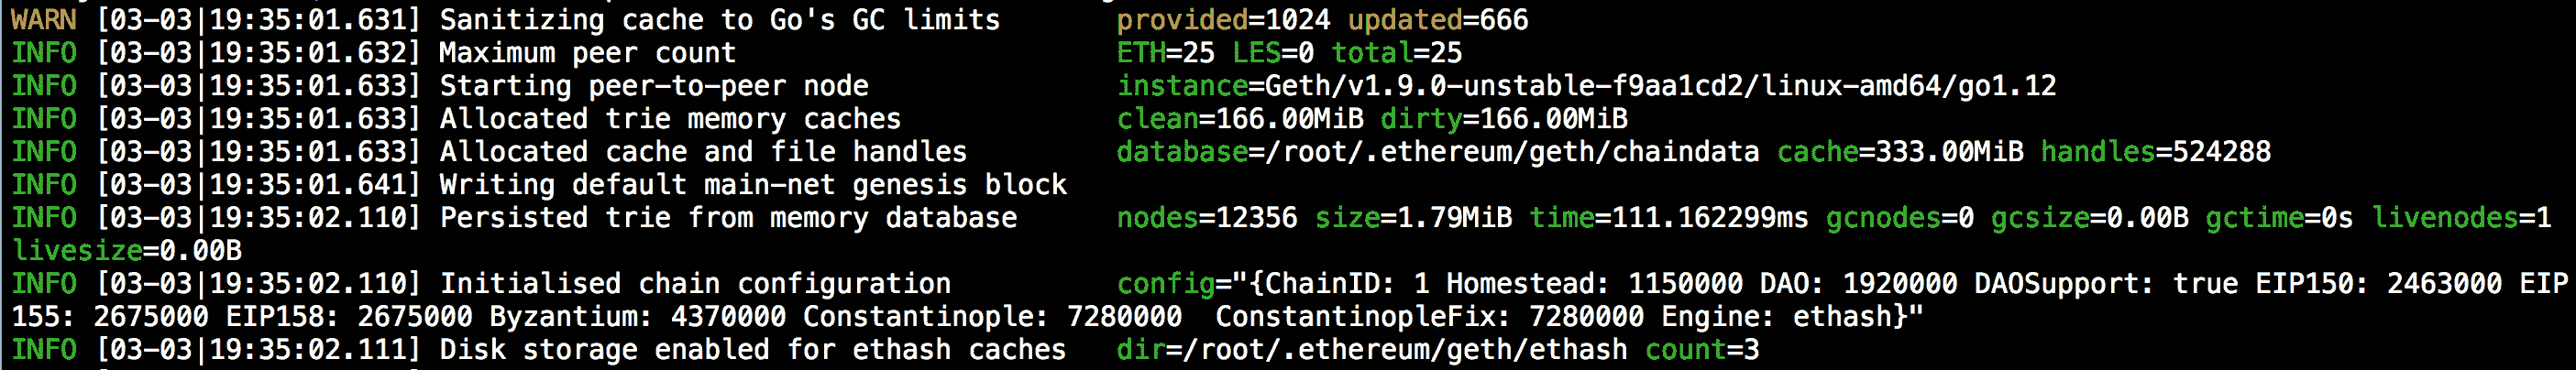 WARN [03-03|19:35:01.631] Sanitizing cache to Go's GC limits provided=1024 updated=666
INFO [03-03|19:35:01.632] Maximum peer count ETH=25 LES=0 total=25
INFO [03-03|19:35:01.633] Starting peer-to-peer node instance=Geth/v1.9.0-unstable-f9aa1cd2/linux-amd64/go1.12
INFO [03-03|19:35:01.633] Allocated trie memory caches clean=166.00MiB dirty=166.00MiB
INFO [03-03|19:35:01.633] Allocated cache and file handles database=/root/.ethereum/geth/chaindata cache=333.00MiB handles=524288
INFO [03-03|19:35:01.641] Writing default main-net genesis block
INFO [03-03|19:35:02.110] Persisted trie from memory database nodes=12356 size=1.79MiB time=111.162299ms gcnodes=0 gcsize=0.00B gctime=0s livenodes=1
livesize=0.00B
INFO [03-03|19:35:02.110] Initialised chain configuration config="{ChainID: 1 Homestead: 1150000 DAO: 1920000 DAOSupport: true EIP150: 2463000 EIP
155: 2675000 EIP158: 2675000 Byzantium: 4370000 Constantinople: 7280000 ConstantinopleFix: 7280000 Engine: ethash}"
INFO [03-03|19:35:02.111] Disk storage enabled for ethash caches dir=/root/.ethereum/geth/ethash count=3